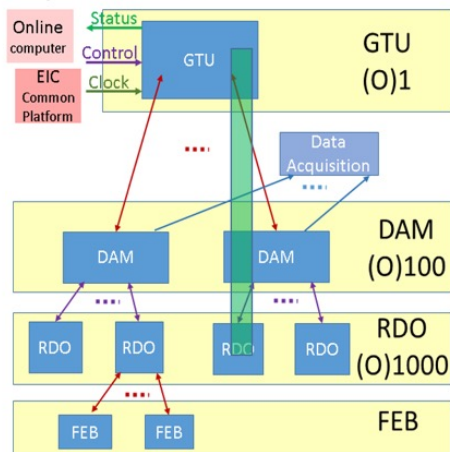 Online
computer
Status
Control
EIC
Common
Platform
Clock
GTU
GTU
(O)1
Data
Acquisition
DAM
DAM
DAM
(O)100
RDO
RDO
RDO
RDO
RDO
(O)1000
FEB
FEB
FEB